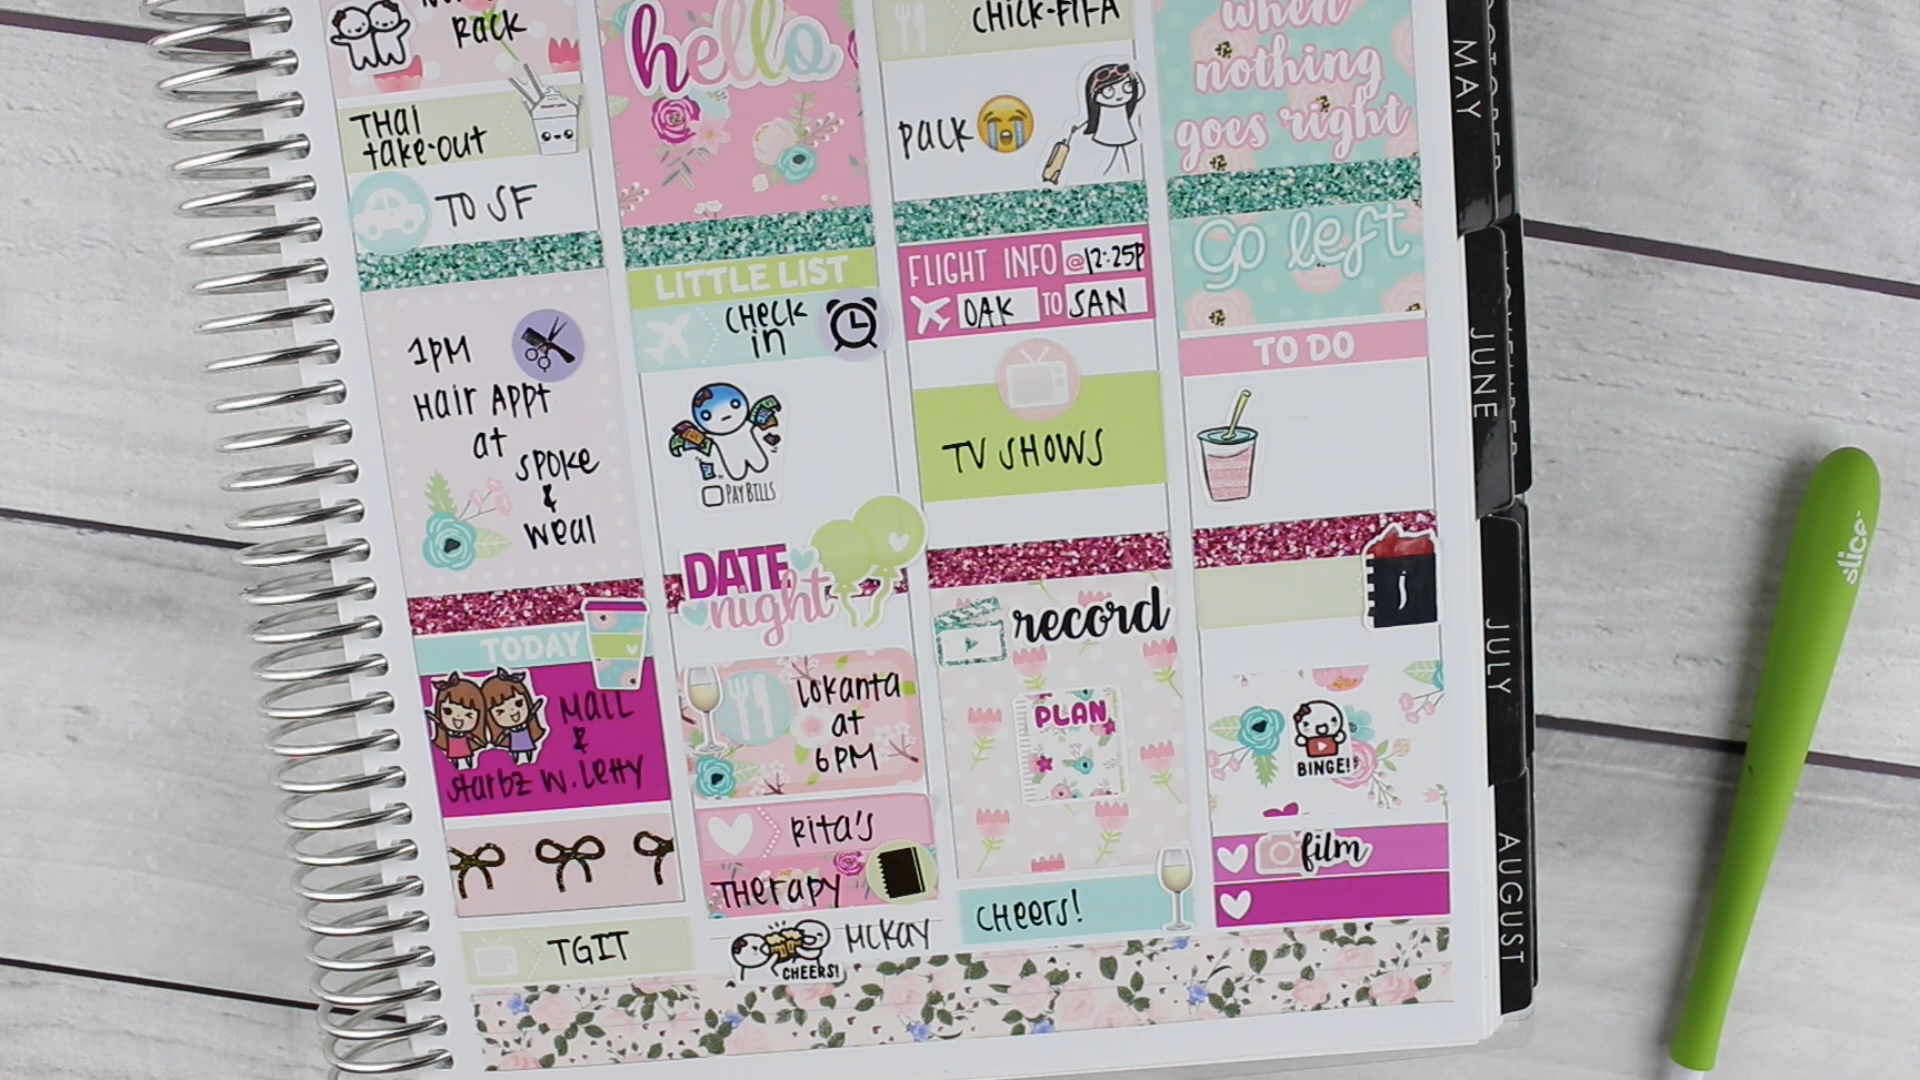 Rack
THai
take-out
TO SF
1pM
Hair Appt
at
spoke
&
weal
TODAY
Mail
&
starbz w. Letty
TGIT
hello
LITTLE LIST
CHECK
in
PAY BILLS
DATE
night
Lokanta
at
6PM
Rita's
THerapy
McKay
CHEERS!
CHICK-FIl-A
pack
FLIGHT INFO @12:25P
OAK TO SAN
TV SHOWS
record
PLAN
CHeers!
when
nothing
goes right
Go left
TO DO
BINGE!
film
MAY
JUNE
JULY
AUGUST
OCTOBER
NOVEMBER
slice